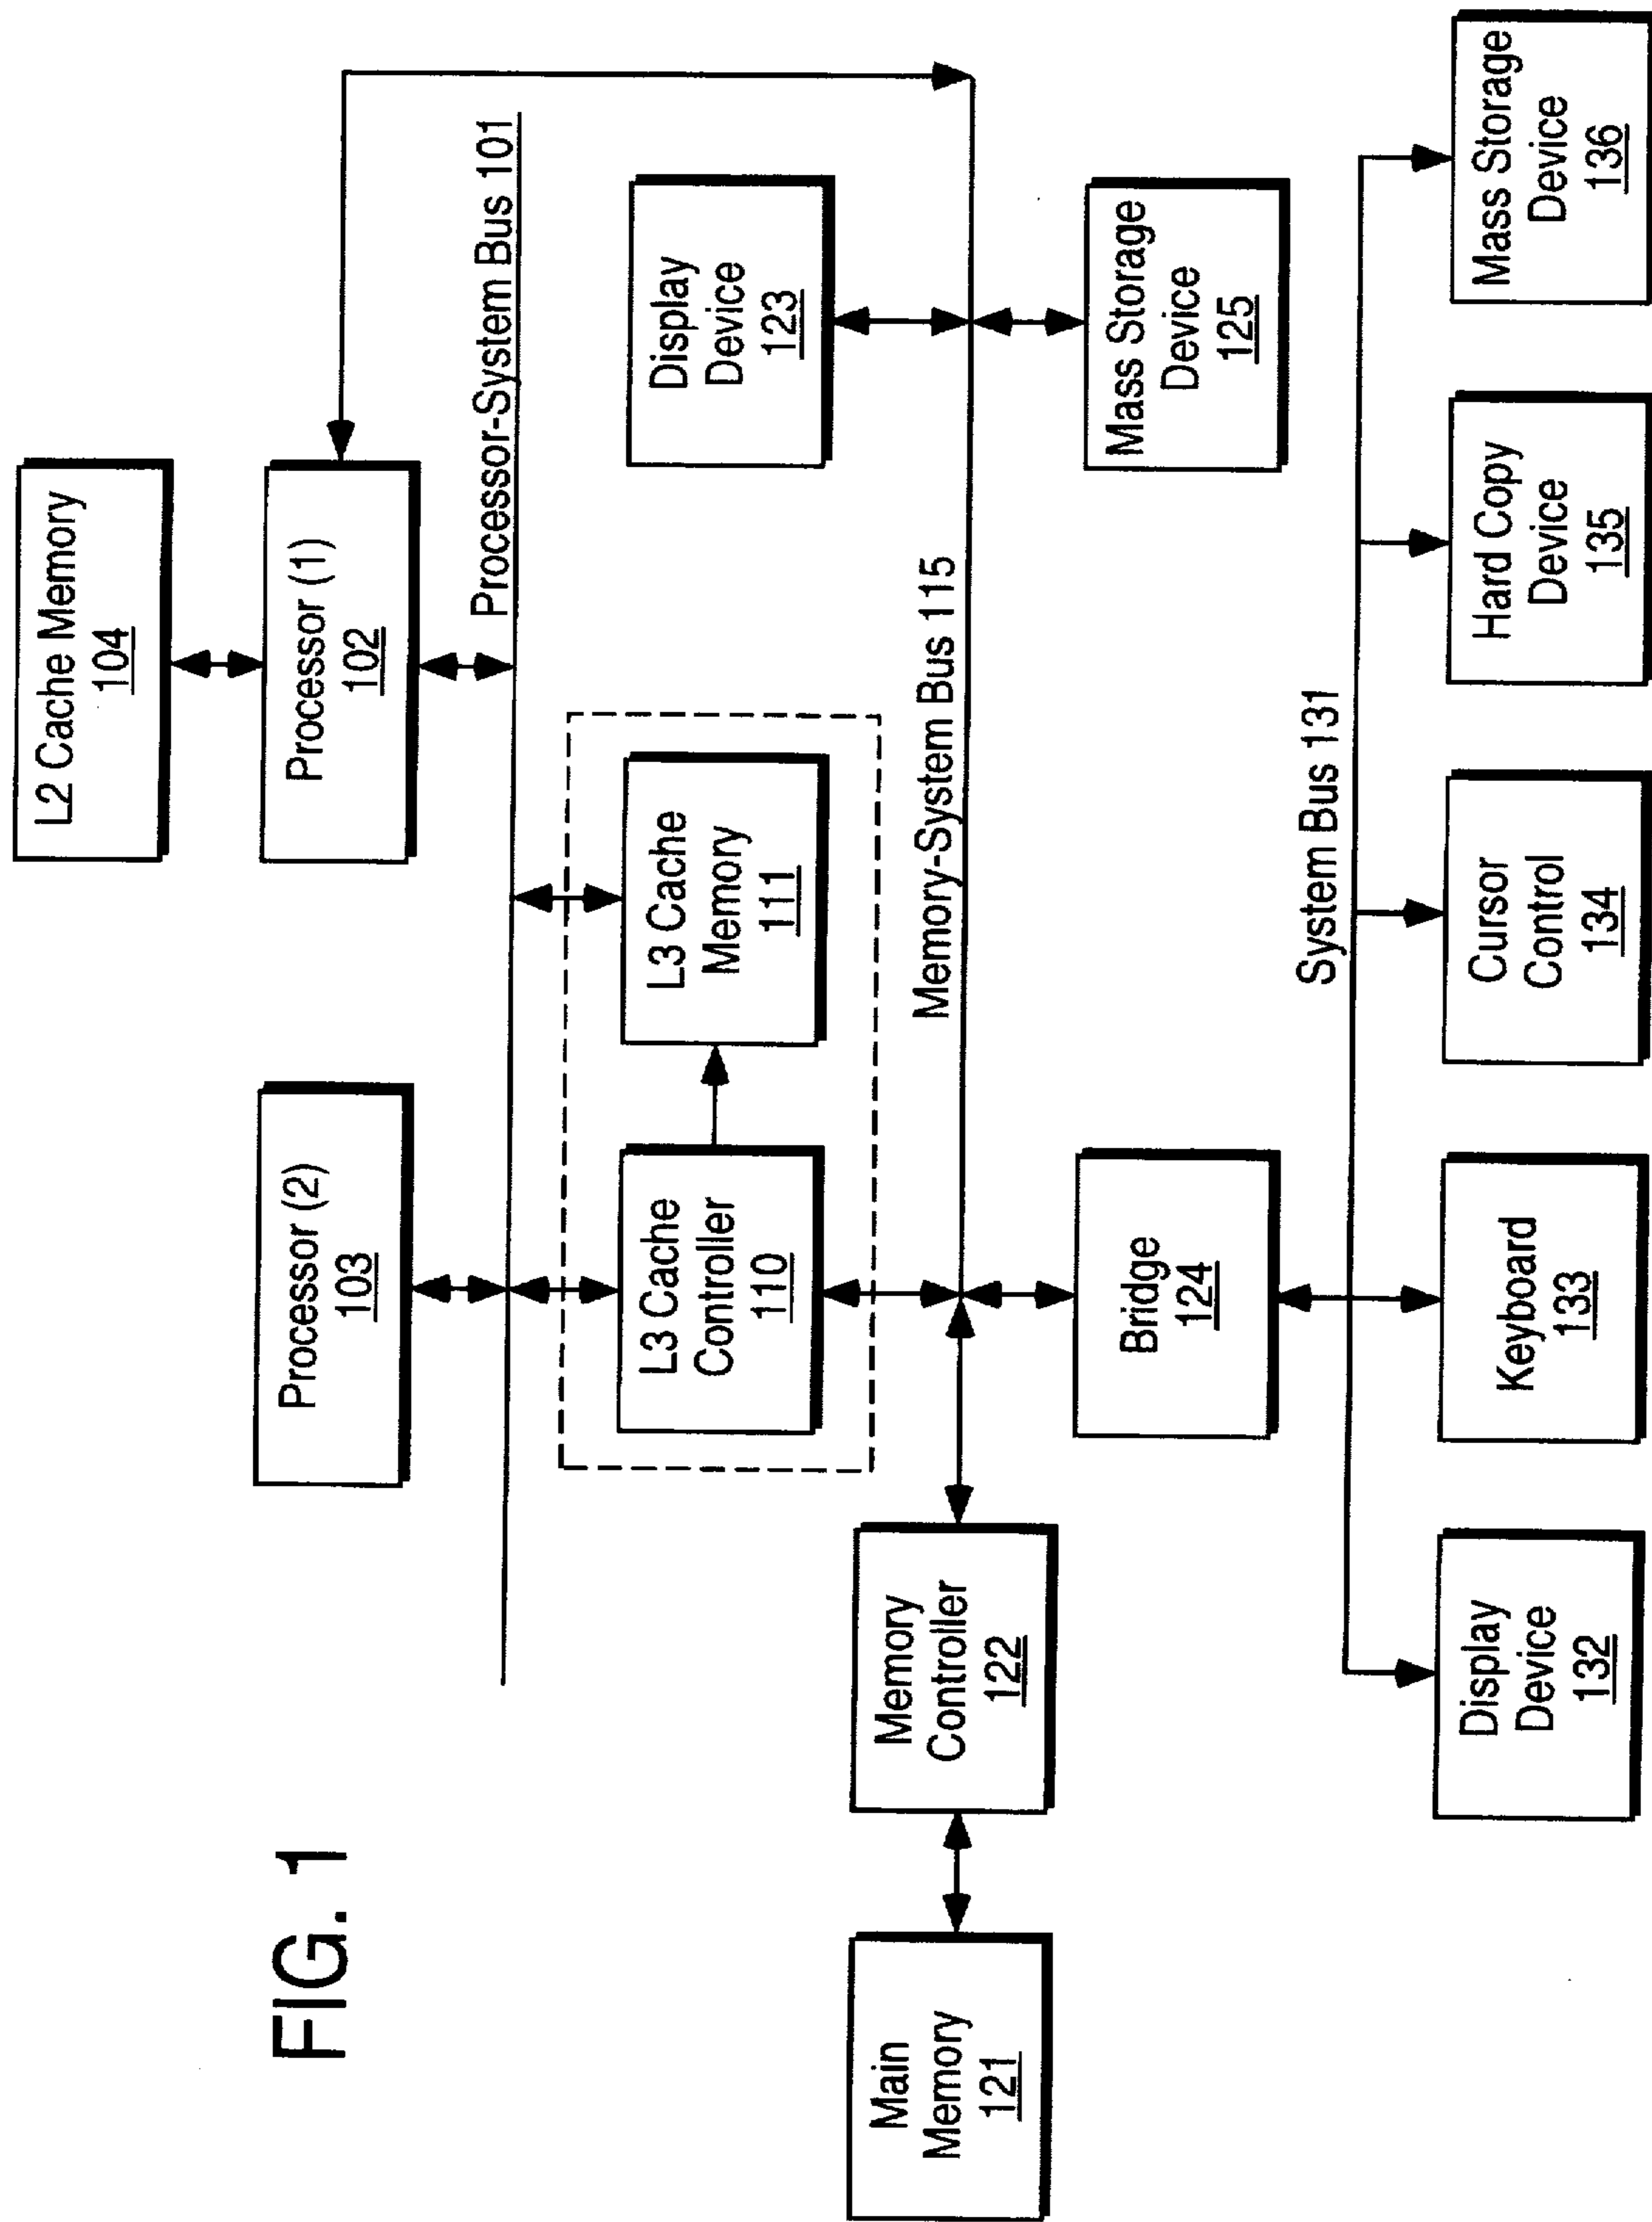 FIG. 1
L2 Cache Memory
104
Processor (2)
103
Processor (1)
102
Processor-System Bus 101
L3 Cache
Controller
110
L3 Cache
Memory
111
Display
Device
123
Main
Memory
121
Memory
Controller
122
Memory-System Bus 115
Bridge
124
Mass Storage
Device
125
System Bus 131
Display
Device
132
Keyboard
133
Cursor
Control
134
Hard Copy
Device
135
Mass Storage
Device
136